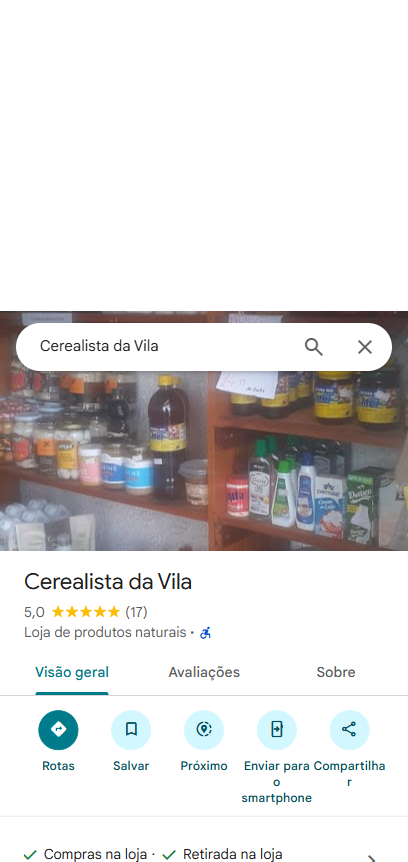 Cerealista da Vila
Cerealista da Vila
5,0 (17)
Loja de produtos naturais ·
Visão geral
Avaliações
Sobre
Rotas
Salvar
Próximo
Enviar para
o
smartphone
Compartilha
r
Compras na loja · Retirada na loja